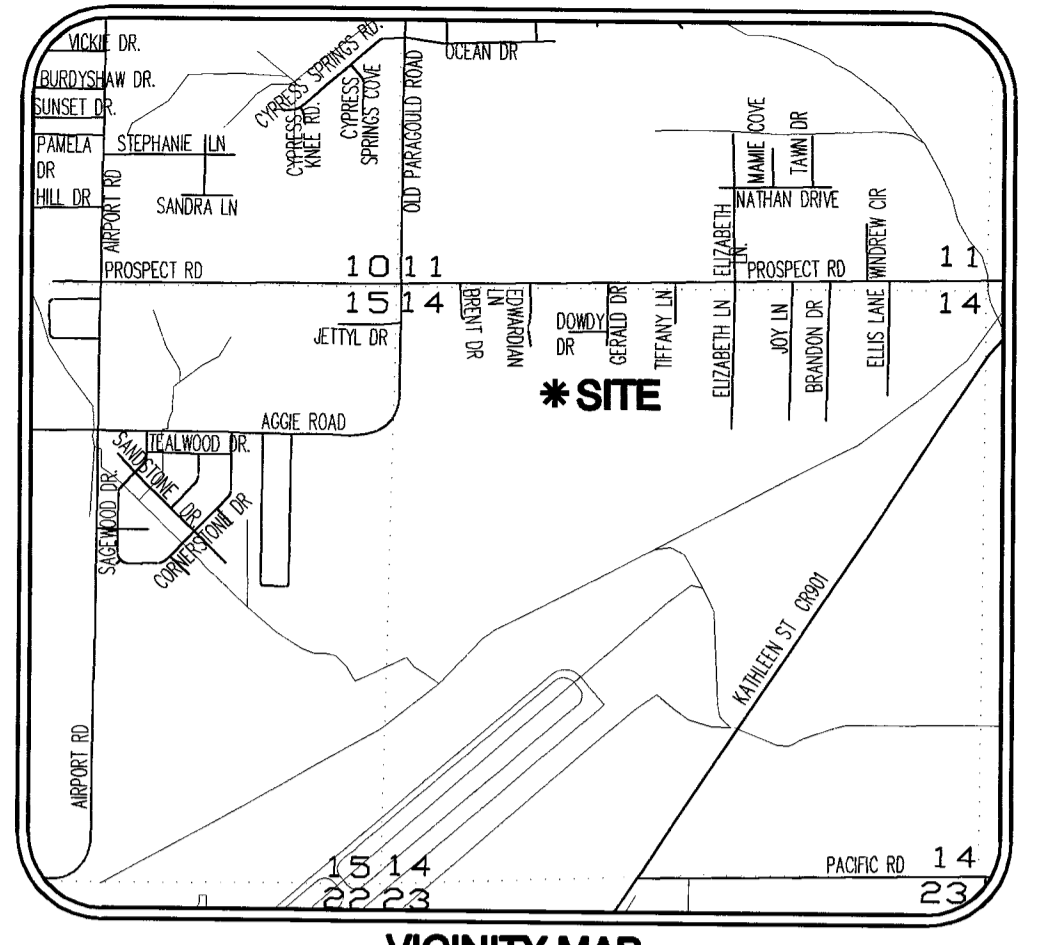 VICKIE DR.
BURDYSHAW DR.
SUNSET DR.
PAMELA
DR
HILL DR
AIRPORT RD
STEPHANIE LN
SANDRA LN
CYPRESS SPRINGS RD.
CYPRESS
KNEE RD.
CYPRESS
SPRINGS COVE
OLD PARAGOULD ROAD
OCEAN DR
MAMIE COVE
TAWN DR
NATHAN DRIVE
ELIZABETH
LN.
WINDREW CIR
PROSPECT RD
10 11
PROSPECT RD
11
15 14
14
JETTYL DR
BRENT DR
EDWARDIAN
LN
DOWDY
DR
GERALD DR
TIFFANY LN
ELIZABETH LN
JOY LN
BRANDON DR
ELLIS LANE
* SITE
AGGIE ROAD
TEALWOOD DR.
SANDSTONE DR.
SAGEWOOD DR.
CORNERSTONE DR
KATHLEEN ST CR901
AIRPORT RD
15 14
22 23
PACIFIC RD
14
23
VICINITY MAP